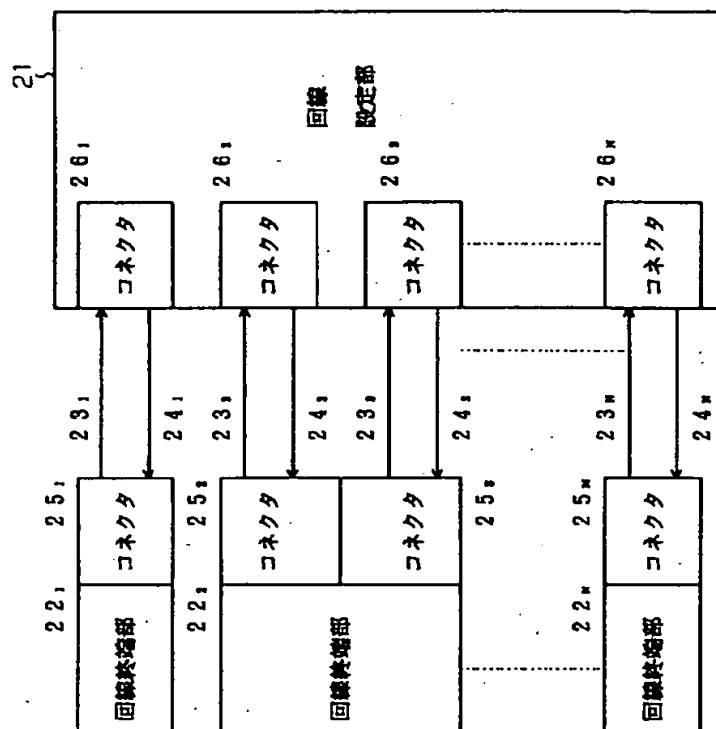 21
回線
設定部
26₁
コネクタ
26₂
コネクタ
26₃
コネクタ
26N
コネクタ
23₁
24₁
23₂
24₂
23₃
24₃
23N
24N
25₁
コネクタ
25₂
コネクタ
コネクタ
25₃
25N
コネクタ
22₁
回線終端部
22₂
回線終端部
22N
回線終端部